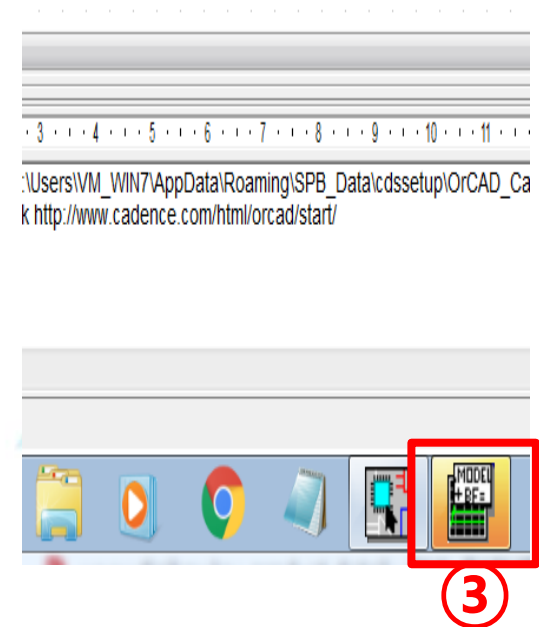 3 4 5 6 7 8 9 10 11
:\Users\VM_WIN7\AppData\Roaming\SPB_Data\cdssetup\OrCAD_Ca
k http://www.cadence.com/html/orcad/start/
MODEL
+BF=
③